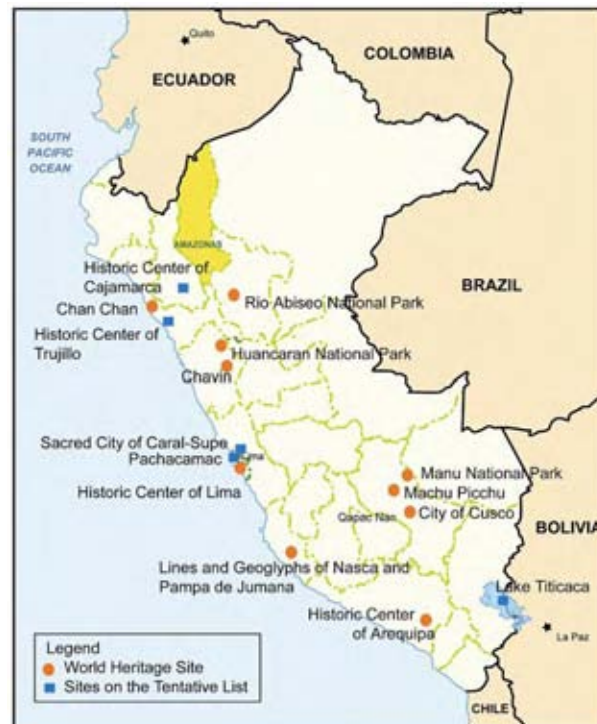 Quito
COLOMBIA
ECUADOR
SOUTH
PACIFIC
OCEAN
AMAZONAS
BRAZIL
Historic Center of
Cajamarca
Chan Chan
Rio Abiseo National Park
Historic Center of
Trujillo
Huancaran National Park
Chavin
Sacred City of Caral-Supe
Pachacamac
Lima
Historic Center of Lima
Manu National Park
Machu Picchu
Qapac Nan
City of Cusco
BOLIVIA
Lines and Geoglyphs of Nasca and
Pampa de Jumana
Lake Titicaca
Historic Center
of Arequipa
La Paz
Legend
World Heritage Site
Sites on the Tentative List
CHILE